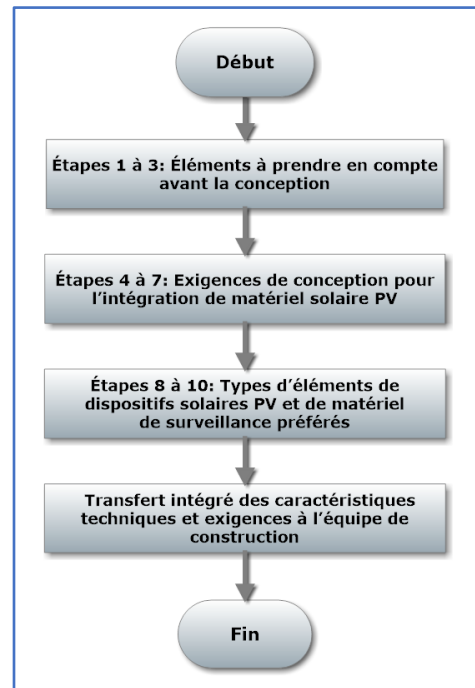 Début
Étapes 1 à 3: Éléments à prendre en compte
avant la conception
Étapes 4 à 7: Exigences de conception pour
l'intégration de matériel solaire PV
Étapes 8 à 10: Types d'éléments de
dispositifs solaires PV et de matériel
de surveillance préférés
Transfert intégré des caractéristiques
techniques et exigences à l'équipe de
construction
Fin